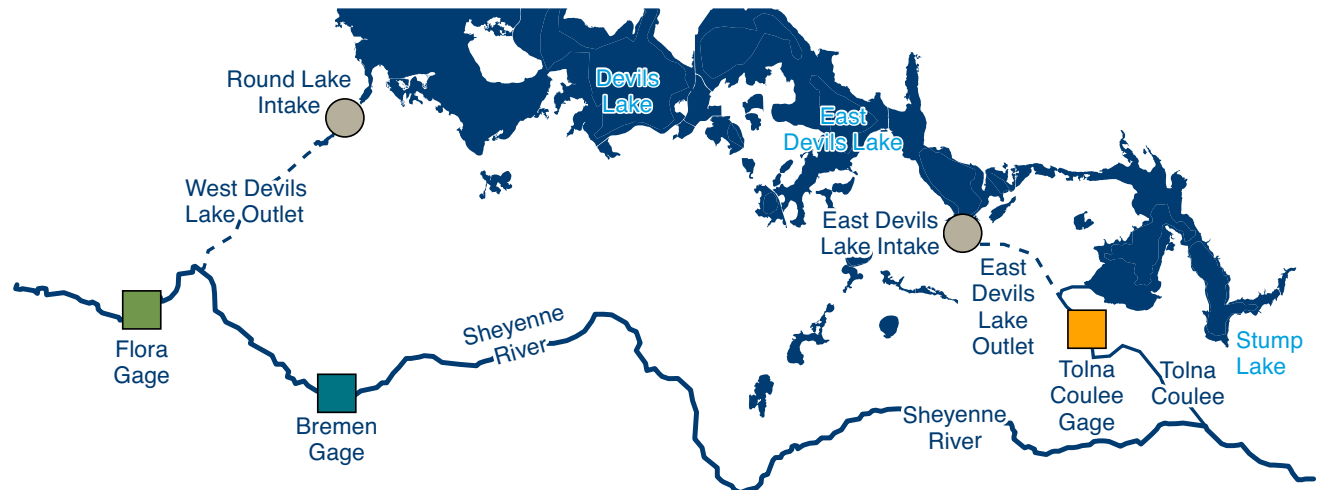 Round Lake
Intake
Devils
Lake
East
Devils Lake
West Devils
Lake Outlet
East Devils
Lake Intake
East
Devils
Lake
Outlet
Flora
Gage
Sheyenne
River
Stump
Lake
Tolna
Coulee
Gage
Tolna
Coulee
Bremen
Gage
Sheyenne
River